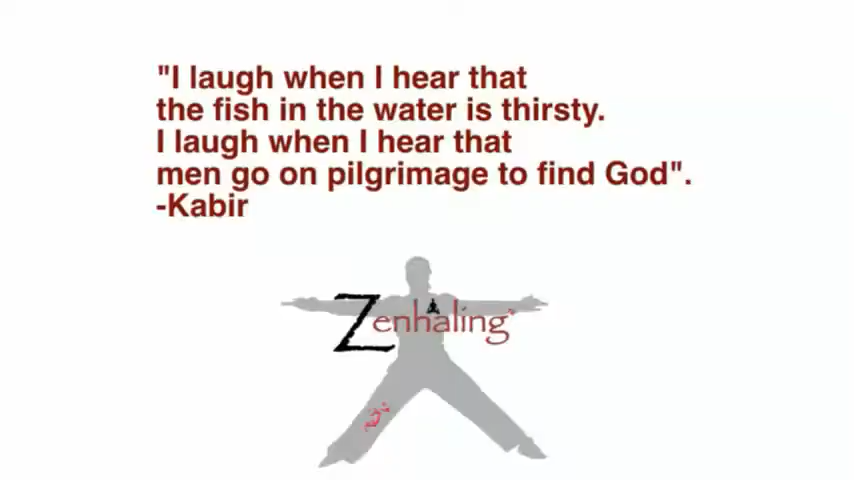 "I laugh when I hear that
the fish in the water is thirsty.
I laugh when I hear that
men go on pilgrimage to find God".
-Kabir
Zenhaling